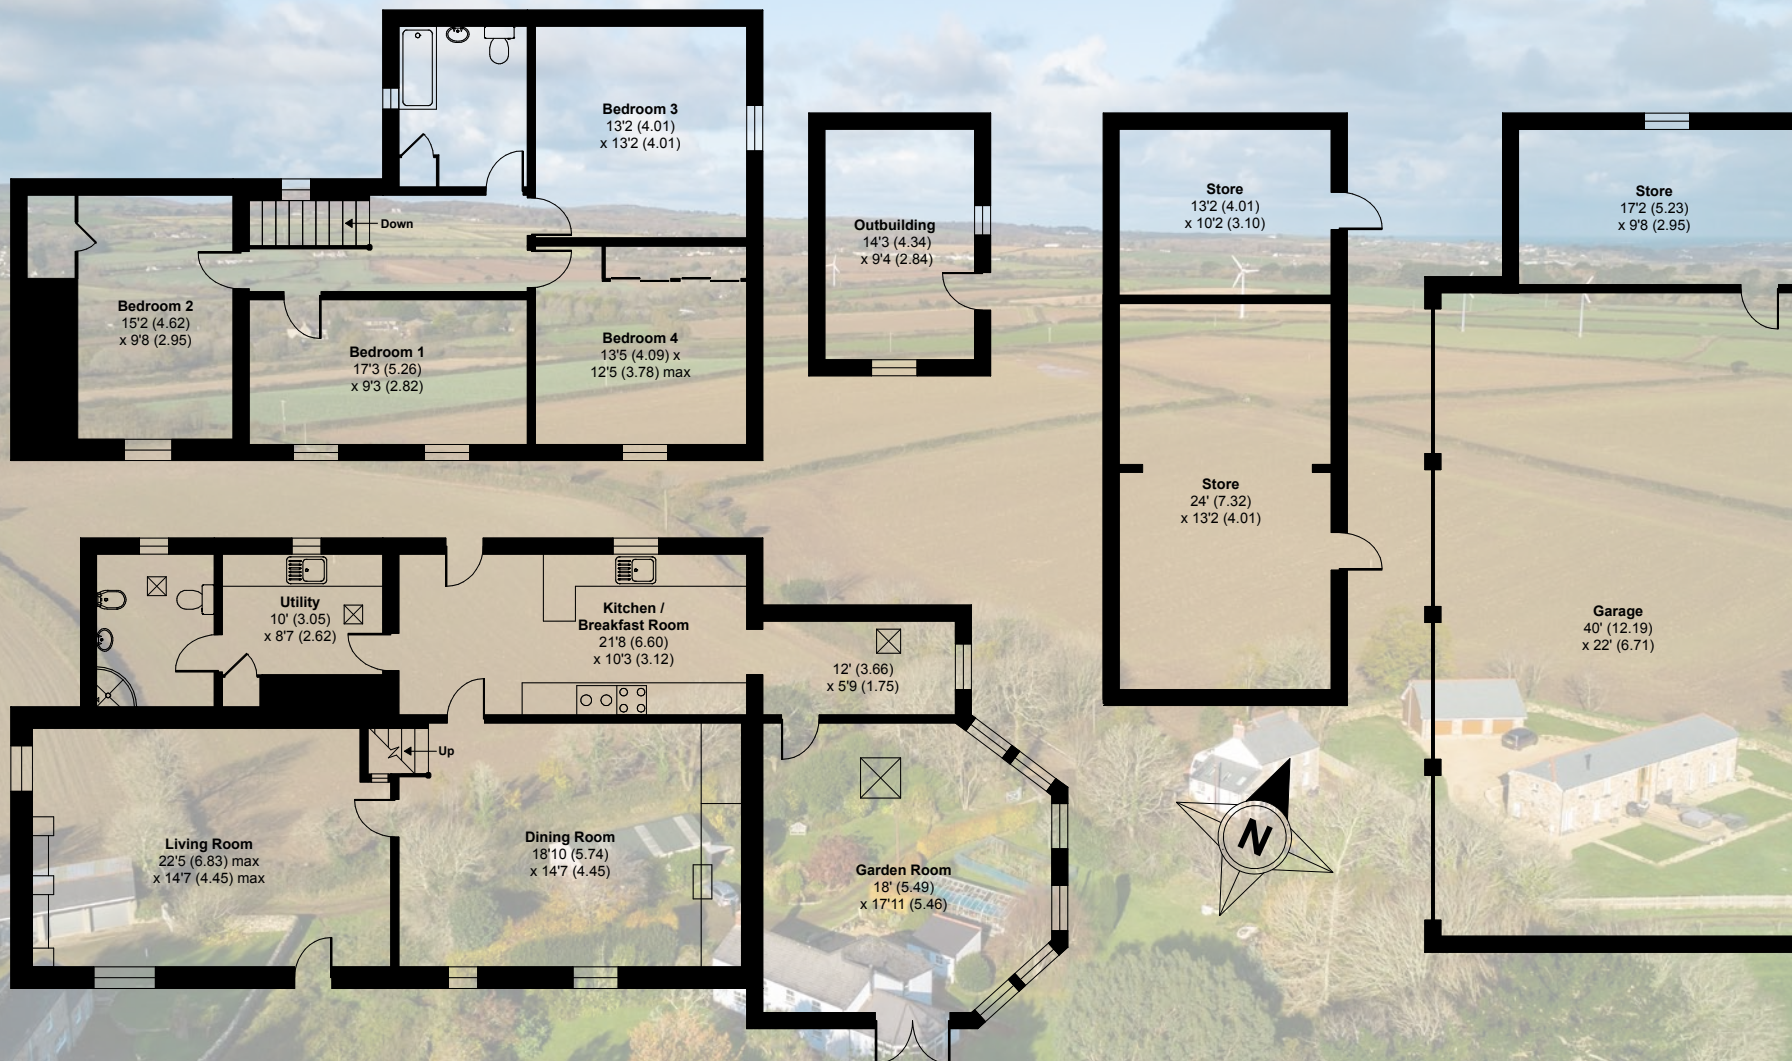 Bedroom 3
13'2 (4.01)
x 13'2 (4.01)
Down
Bedroom 2
15'2 (4.62)
x 9'8 (2.95)
Bedroom 1
17'3 (5.26)
x 9'3 (2.82)
Bedroom 4
13'5 (4.09) x
12'5 (3.78) max
Outbuilding
14'3 (4.34)
x 9'4 (2.84)
Store
13'2 (4.01)
x 10'2 (3.10)
Store
17'2 (5.23)
x 9'8 (2.95)
Store
24' (7.32)
x 13'2 (4.01)
Utility
10' (3.05)
x 8'7 (2.62)
Kitchen /
Breakfast Room
21'8 (6.60)
x 10'3 (3.12)
12' (3.66)
x 5'9 (1.75)
Garage
40' (12.19)
x 22' (6.71)
Up
Living Room
22'5 (6.83) max
x 14'7 (4.45) max
Dining Room
18'10 (5.74)
x 14'7 (4.45)
Garden Room
18' (5.49)
x 17'11 (5.46)
N